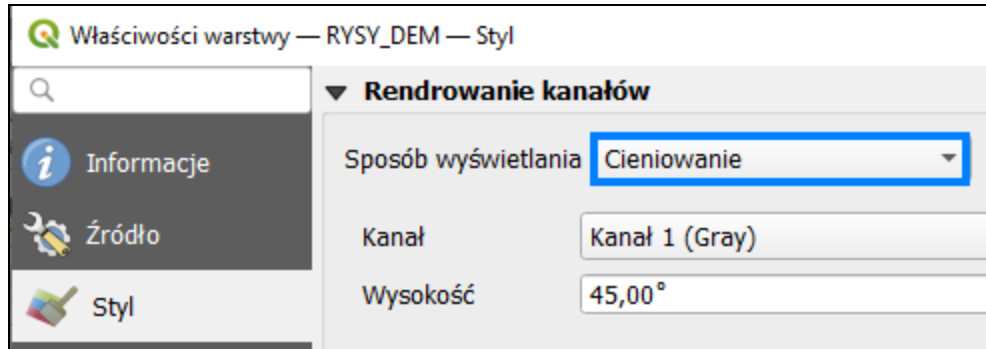 Właściwości warstwy — RYSY_DEM — Styl
Rendrowanie kanałów
Informacje
Sposób wyświetlania Cieniowanie
Źródło
Kanał Kanał 1 (Gray)
Styl
Wysokość 45,00°